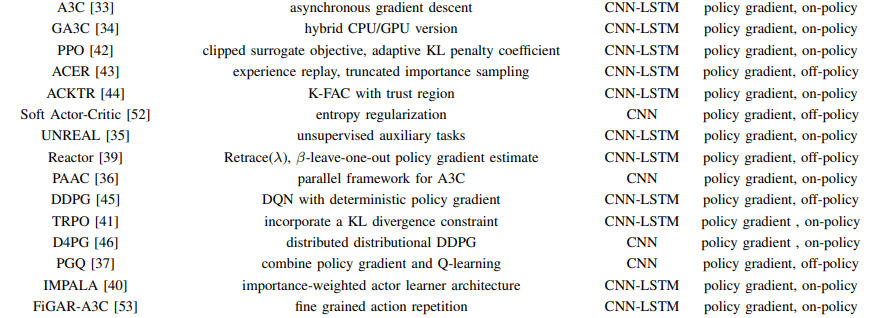 A3C [33] asynchronous gradient descent CNN-LSTM policy gradient, on-policy
GA3C [34] hybrid CPU/GPU version CNN-LSTM policy gradient, on-policy
PPO [42] clipped surrogate objective, adaptive KL penalty coefficient CNN-LSTM policy gradient, on-policy
ACER [43] experience replay, truncated importance sampling CNN-LSTM policy gradient, off-policy
ACKTR [44] K-FAC with trust region CNN-LSTM policy gradient, on-policy
Soft Actor-Critic [52] entropy regularization CNN policy gradient, off-policy
UNREAL [35] unsupervised auxiliary tasks CNN-LSTM policy gradient, on-policy
Reactor [39] Retrace(λ), β-leave-one-out policy gradient estimate CNN-LSTM policy gradient, off-policy
PAAC [36] parallel framework for A3C CNN policy gradient, on-policy
DDPG [45] DQN with deterministic policy gradient CNN-LSTM policy gradient, off-policy
TRPO [41] incorporate a KL divergence constraint CNN-LSTM policy gradient , on-policy
D4PG [46] distributed distributional DDPG CNN policy gradient , on-policy
PGQ [37] combine policy gradient and Q-learning CNN policy gradient, off-policy
IMPALA [40] importance-weighted actor learner architecture CNN-LSTM policy gradient, on-policy
FiGAR-A3C [53] fine grained action repetition CNN-LSTM policy gradient, on-policy